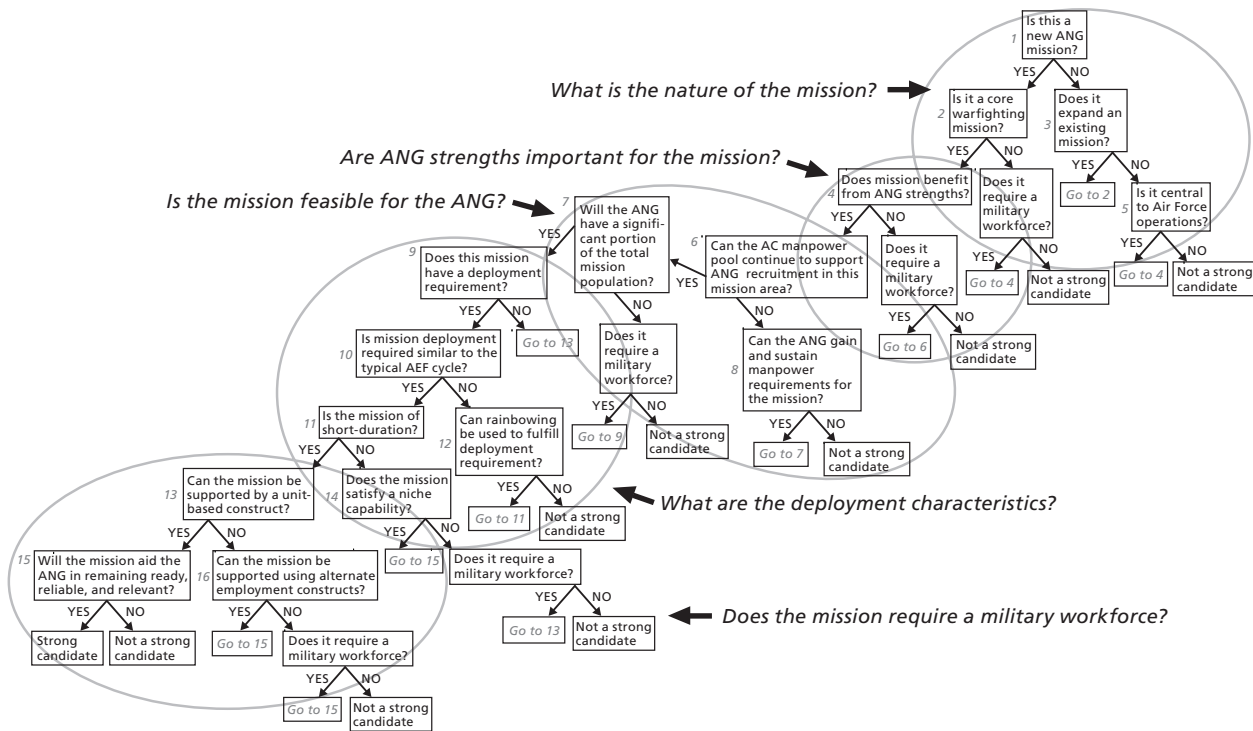 1
Is this a
new ANG
mission?
YES
NO
What is the nature of the mission?
2
Is it a core
warfighting
mission?
3
Does it
expand an
existing
mission?
YES
NO
YES
NO
Are ANG strengths important for the mission?
4
Does mission benefit
from ANG strengths?
Does it
require a
military
workforce?
Go to 2
5
Is it central
to Air Force
operations?
YES
NO
YES
NO
YES
NO
Go to 4
Not a strong
candidate
Go to 4
Not a strong
candidate
Is the mission feasible for the ANG?
7
Will the ANG
have a signifi-
cant portion
of the total
mission
population?
6
Can the AC manpower
pool continue to support
ANG recruitment in this
mission area?
Does it
require a
military
workforce?
YES
YES
NO
NO
YES
NO
Go to 6
Not a strong
candidate
9
Does this mission
have a deployment
requirement?
YES
NO
Go to 13
Does it
require a
military
workforce?
8
Can the ANG gain
and sustain
manpower
requirements for
the mission?
YES
NO
YES
NO
Go to 9
Not a strong
candidate
Go to 7
Not a strong
candidate
10
Is mission deployment
required similar to the
typical AEF cycle?
YES
NO
11
Is the mission of
short-duration?
12
Can rainbowing
be used to fulfill
deployment
requirement?
YES
NO
YES
NO
Go to 11
Not a strong
candidate
What are the deployment characteristics?
13
Can the mission be
supported by a unit-
based construct?
14
Does the mission
satisfy a niche
capability?
YES
NO
YES
NO
Go to 15
Does it require a
military workforce?
YES
NO
Go to 13
Not a strong
candidate
Does the mission require a military workforce?
15
Will the mission aid the
ANG in remaining ready,
reliable, and relevant?
16
Can the mission be
supported using alternate
employment constructs?
YES
NO
YES
NO
Strong
candidate
Not a strong
candidate
Go to 15
Does it require a
military workforce?
YES
NO
Go to 15
Not a strong
candidate